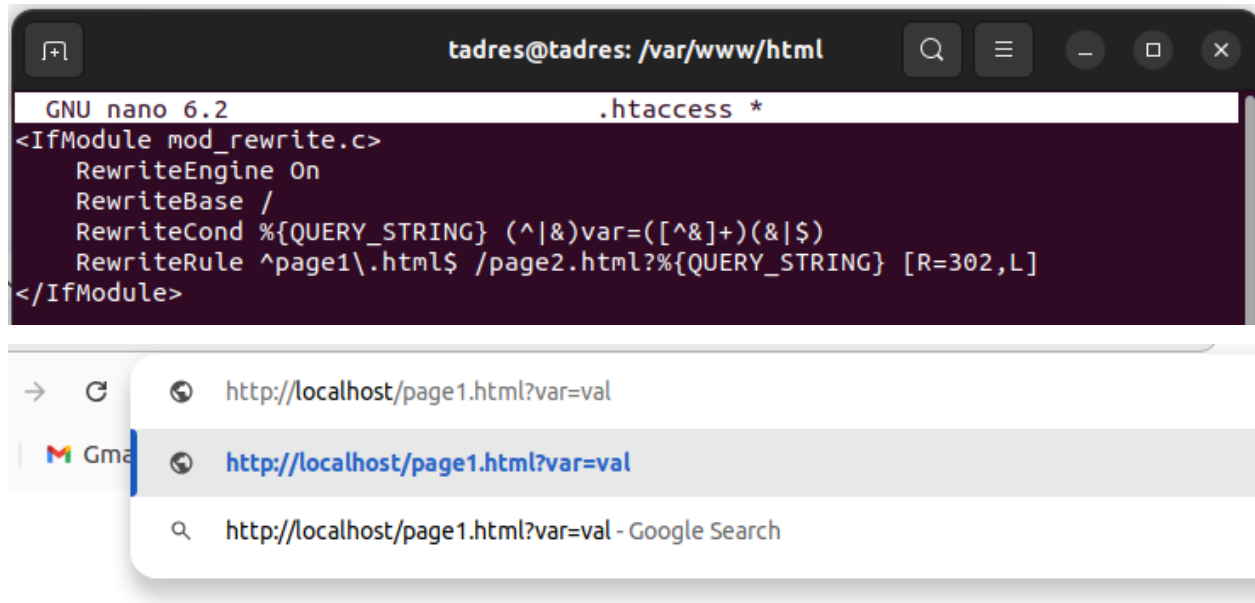 tadres@tadres: /var/www/html
GNU nano 6.2 .htaccess *
<IfModule mod_rewrite.c>
    RewriteEngine On
    RewriteBase /
    RewriteCond %{QUERY_STRING} (^|&)var=([^&]+)(&|$)
    RewriteRule ^page1\.html$ /page2.html?%{QUERY_STRING} [R=302,L]
</IfModule>
http://localhost/page1.html?var=val
Gma
http://localhost/page1.html?var=val
http://localhost/page1.html?var=val - Google Search